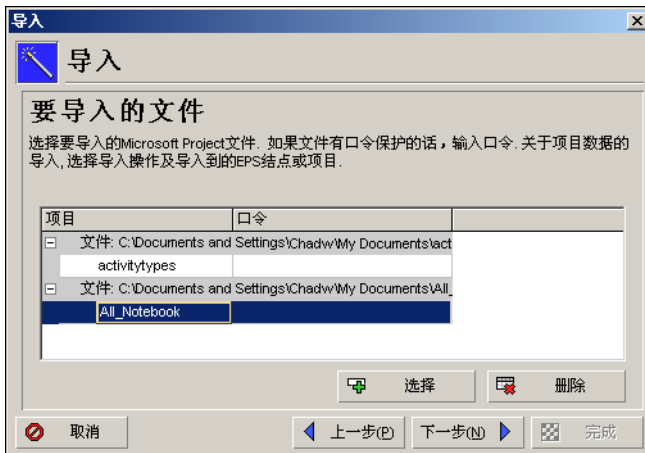 导入
导入
要导入的文件
选择要导入的Microsoft Project文件. 如果文件有口令保护的话，输入口令. 关于项目数据的
导入, 选择导入操作及导入到的EPS结点或项目.
项目 口令
文件: C:\Documents and Settings\Chadw\My Documents\act
activitytypes
文件: C:\Documents and Settings\Chadw\My Documents\All_
All_Notebook
选择 删除
取消 上一步(P) 下一步(N) 完成